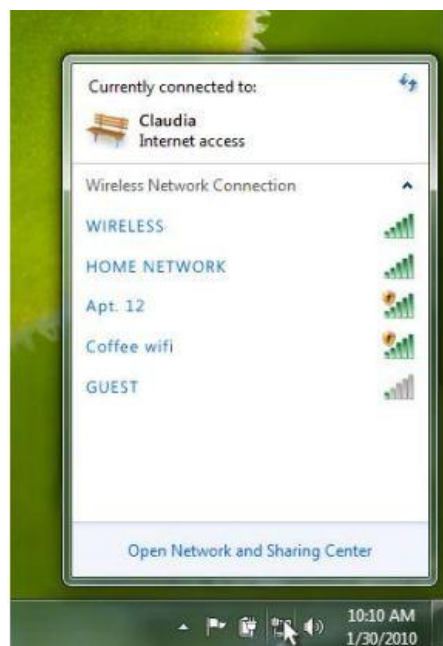 Currently connected to:
Claudia
Internet access
Wireless Network Connection
WIRELESS
HOME NETWORK
Apt. 12
Coffee wifi
GUEST
Open Network and Sharing Center
10:10 AM
1/30/2010